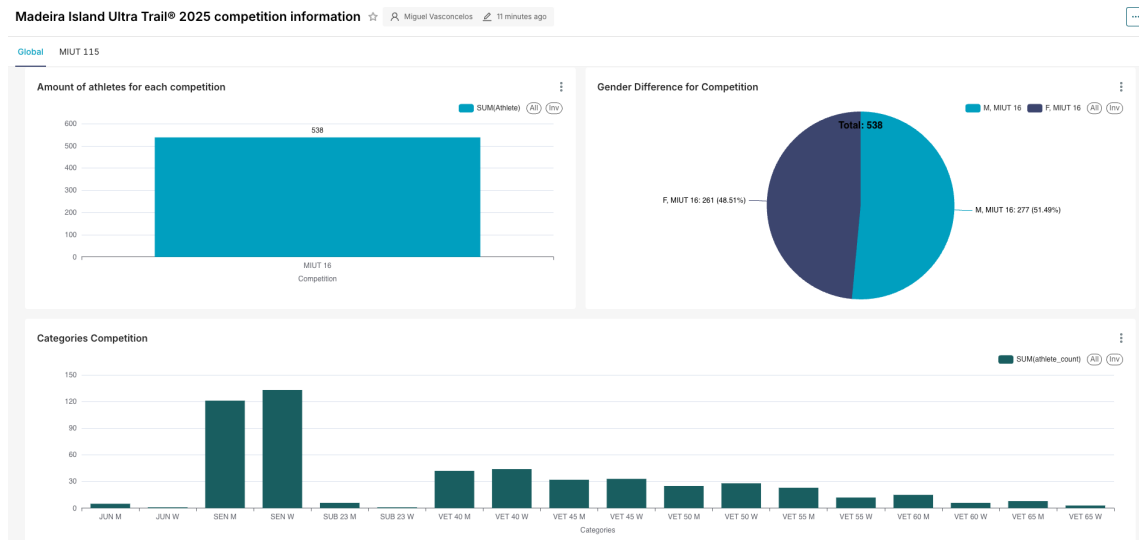 Madeira Island Ultra Trail® 2025 competition information Miguel Vasconcelos 11 minutes ago
Global MIUT 115
Amount of athletes for each competition
SUM(Athlete) All Inv
600
500
400
300
200
100
0
538
MIUT 16
Competition
Gender Difference for Competition
M, MIUT 16 F, MIUT 16 All Inv
Total: 538
F, MIUT 16: 261 (48.51%)
M, MIUT 16: 277 (51.49%)
Categories Competition
SUM(athlete_count) All Inv
150
120
90
60
30
0
JUN M JUN W SEN M SEN W SUB 23 M SUB 23 W VET 40 M VET 40 W VET 45 M VET 45 W VET 50 M VET 50 W VET 55 M VET 55 W VET 60 M VET 60 W VET 65 M VET 65 W
Categories